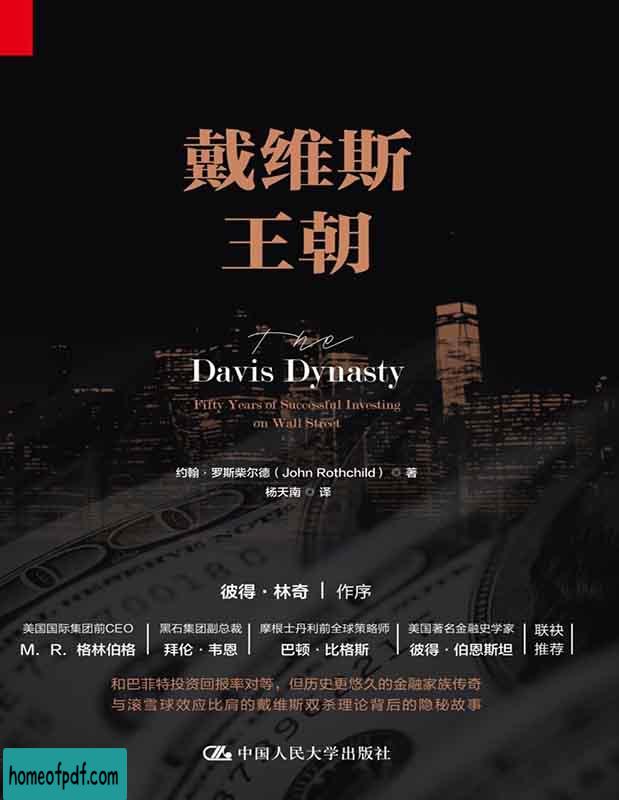 戴维斯
王朝
The
Davis Dynasty
Fifty Years of Successful Investing
on Wall Street
约翰·罗斯柴尔德（John Rothchild）◎ 著
杨天南 ◎ 译
彼得·林奇 | 作序
美国国际集团前CEO
M. R. 格林伯格
黑石集团副总裁
拜伦·韦恩
摩根士丹利前全球策略师
巴顿·比格斯
美国著名金融史学家
彼得·伯恩斯坦
联袂
推荐
和巴菲特投资回报率对等，但历史更悠久的金融家族传奇
与滚雪球效应比肩的戴维斯双杀理论背后的隐秘故事
中国人民大学出版社
homeofpdf.com